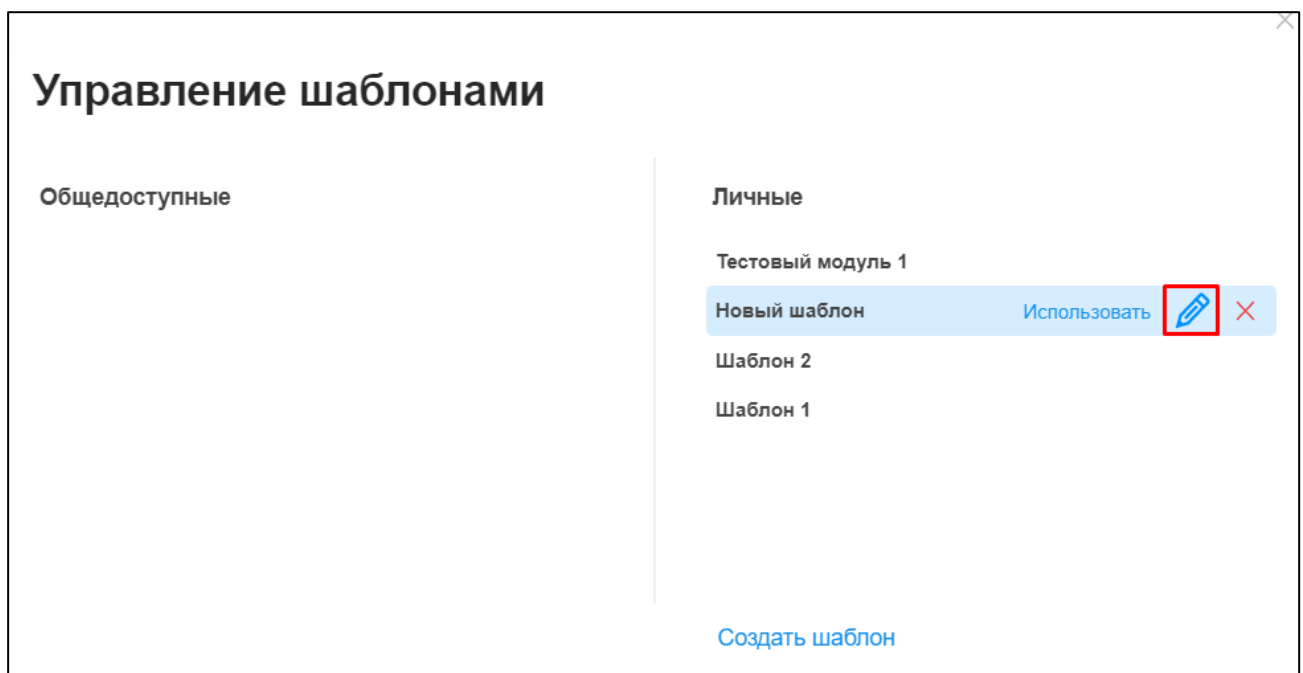 Управление шаблонами
Общедоступные
Личные
Тестовый модуль 1
Новый шаблон Использовать
Шаблон 2
Шаблон 1
Создать шаблон